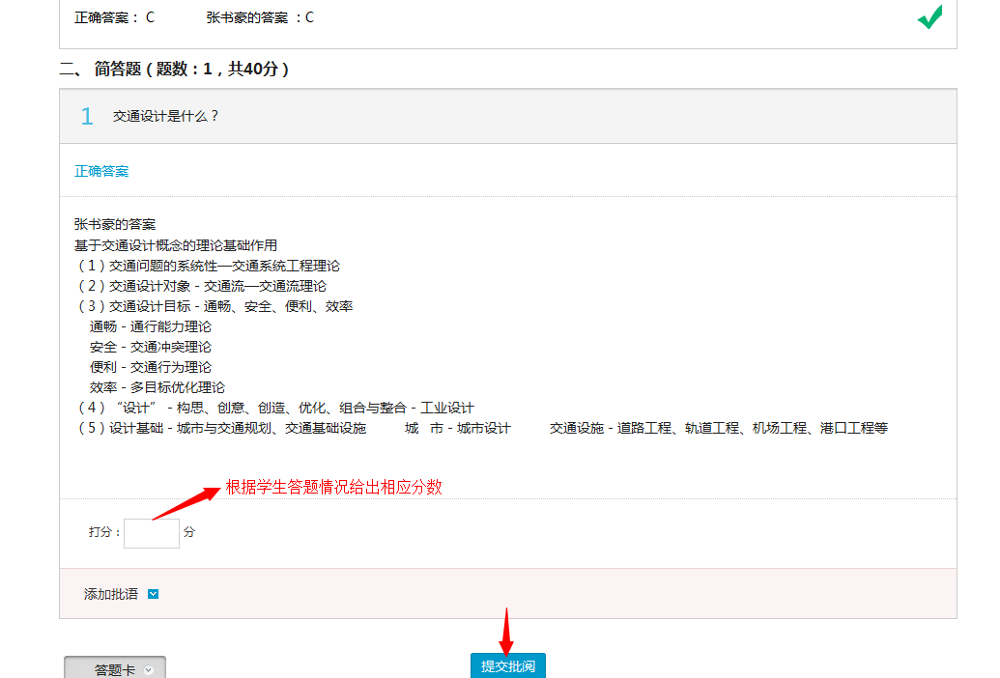 正确答案： C 张书豪的答案 ：C
二、 简答题（题数：1，共40分）
1 交通设计是什么？
正确答案
张书豪的答案
基于交通设计概念的理论基础作用
（1）交通问题的系统性—交通系统工程理论
（2）交通设计对象 - 交通流—交通流理论
（3）交通设计目标 - 通畅、安全、便利、效率
通畅 - 通行能力理论
安全 - 交通冲突理论
便利 - 交通行为理论
效率 - 多目标优化理论
（4）“设计” - 构思、创意、创造、优化、组合与整合 - 工业设计
（5）设计基础 - 城市与交通规划、交通基础设施 城 市 - 城市设计 交通设施 - 道路工程、轨道工程、机场工程、港口工程等
根据学生答题情况给出相应分数
打分： 分
添加批语
答题卡 提交批阅